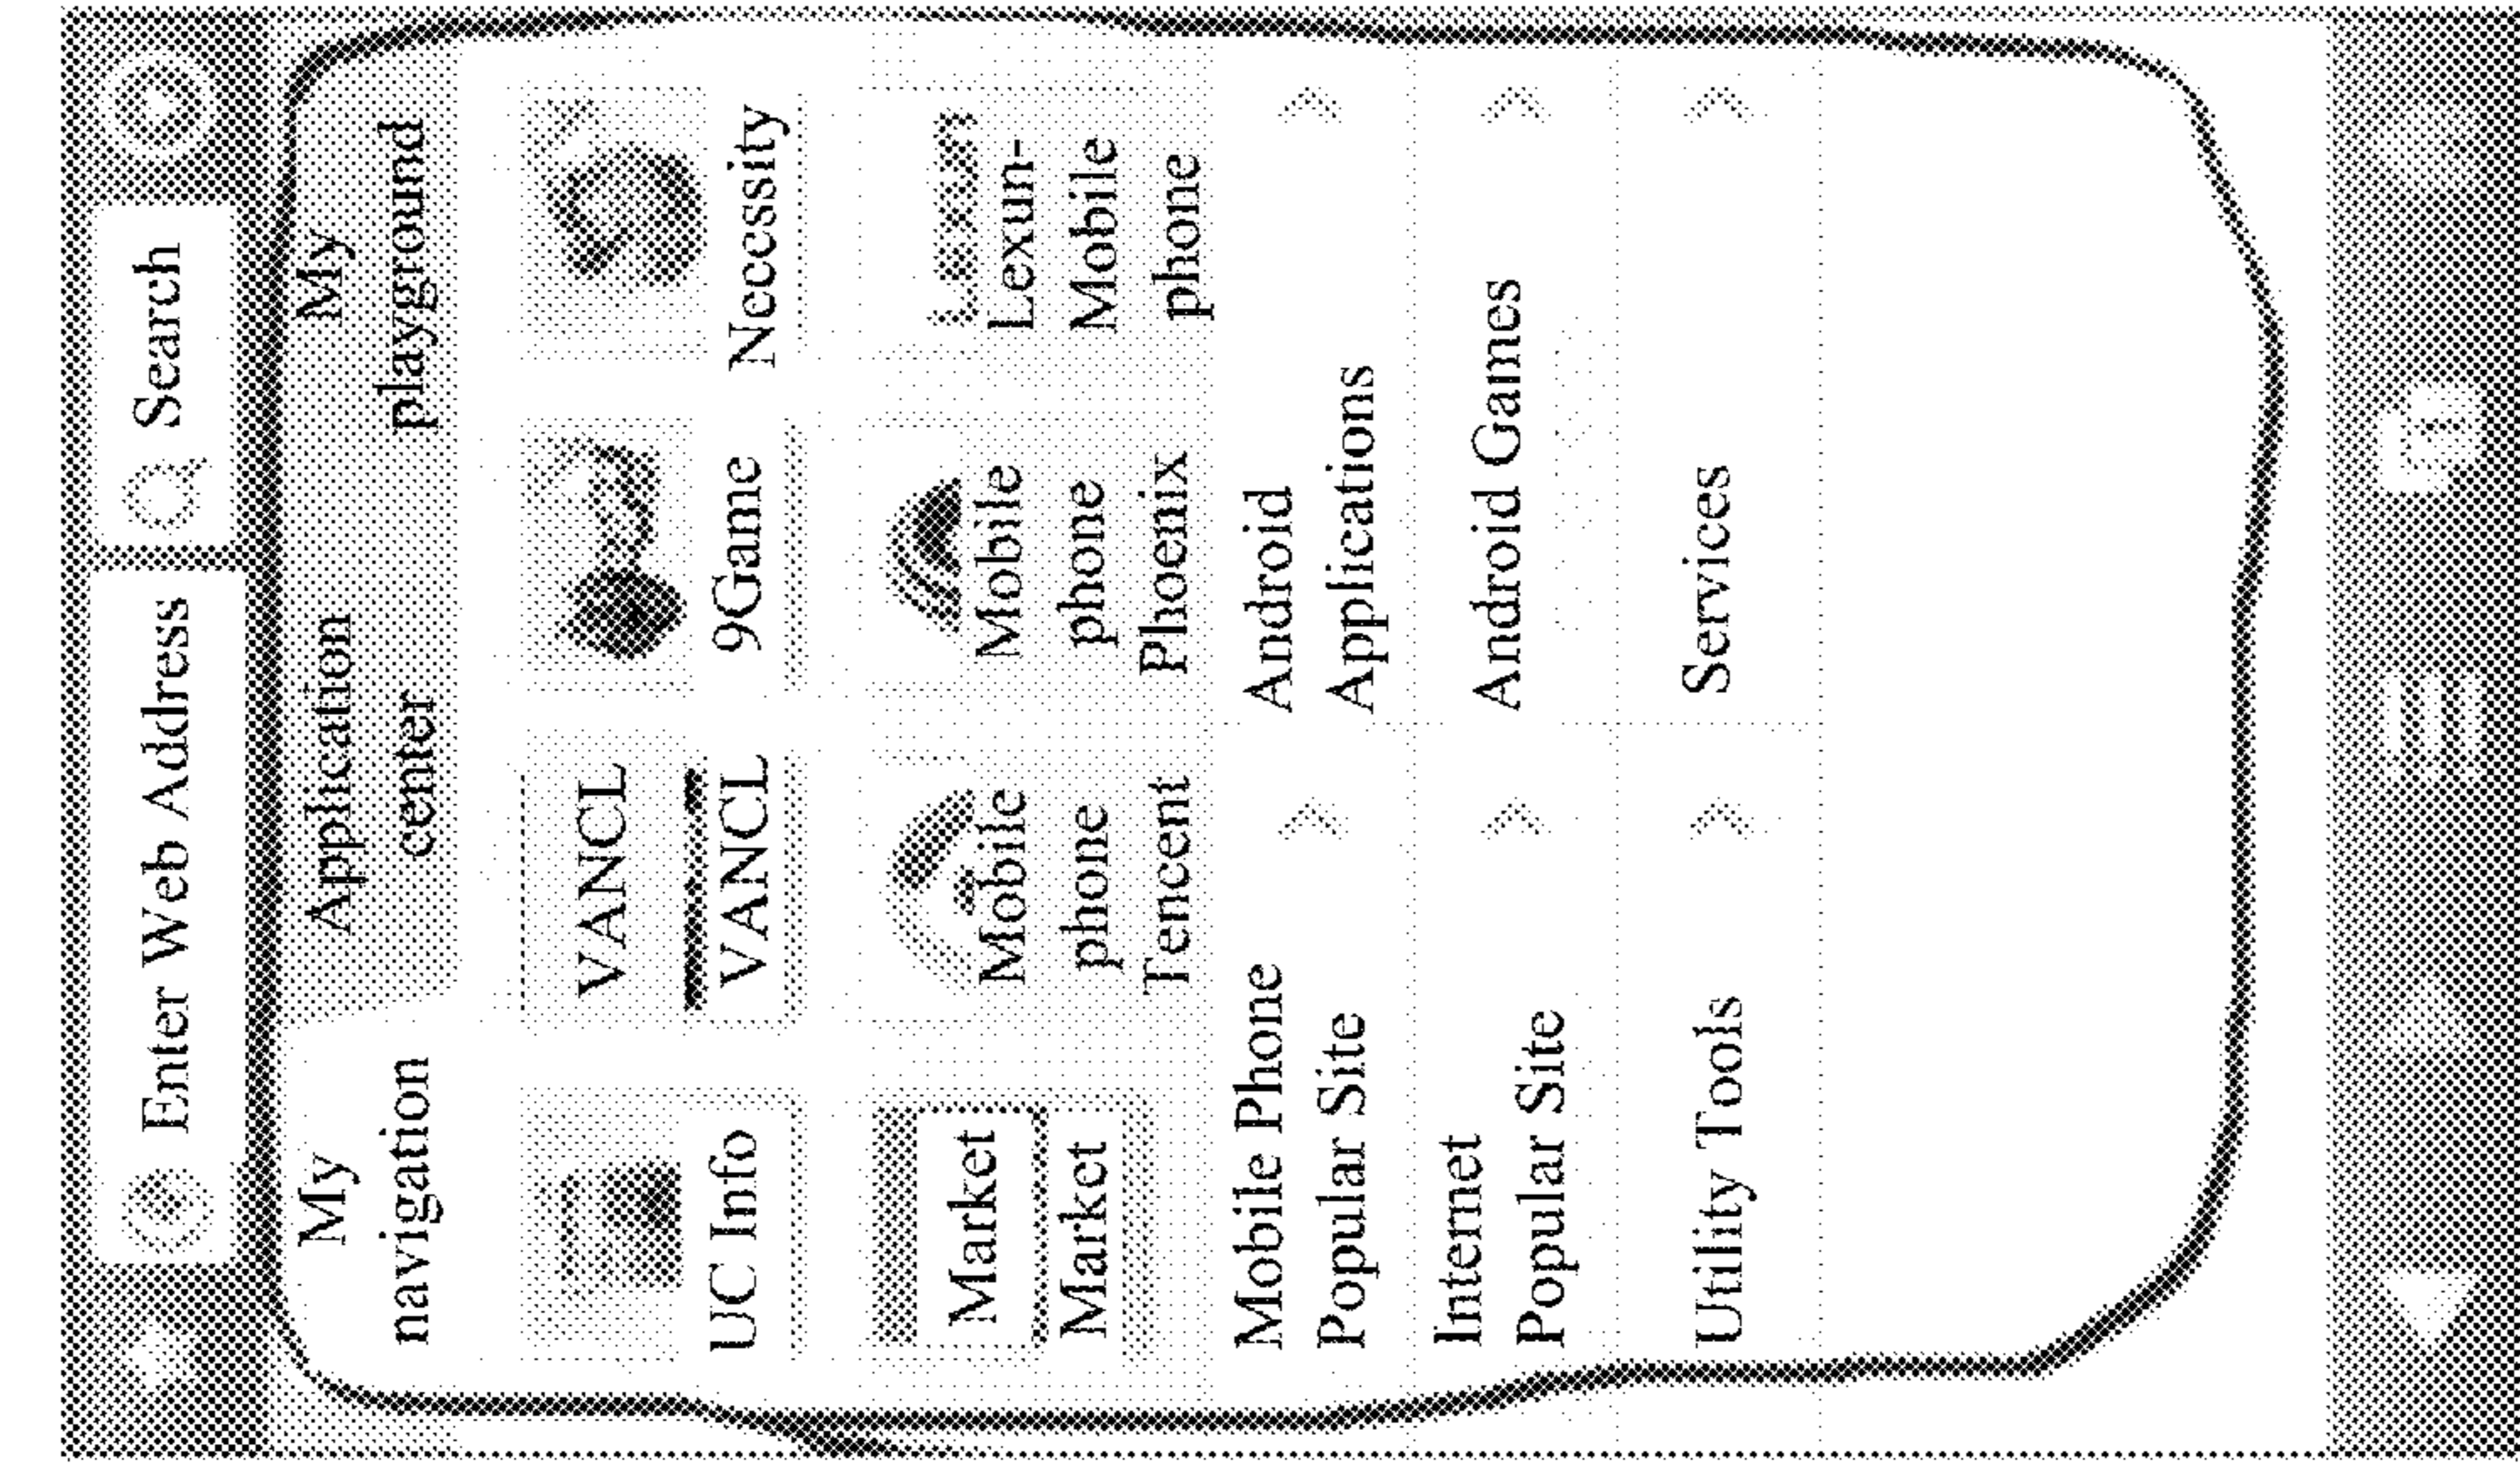 Enter Web Address
Search
My
navigation
Application
center
My
playground
UC Info
VANCL
VANCL
9Game
Necessity
Market
Market
Mobile
phone
Tencent
Mobile
phone
Phoenix
Lexun
Lexun-
Mobile
phone
Mobile Phone
Popular Site
Android
Applications
Internet
Popular Site
Android Games
Utility Tools
Services